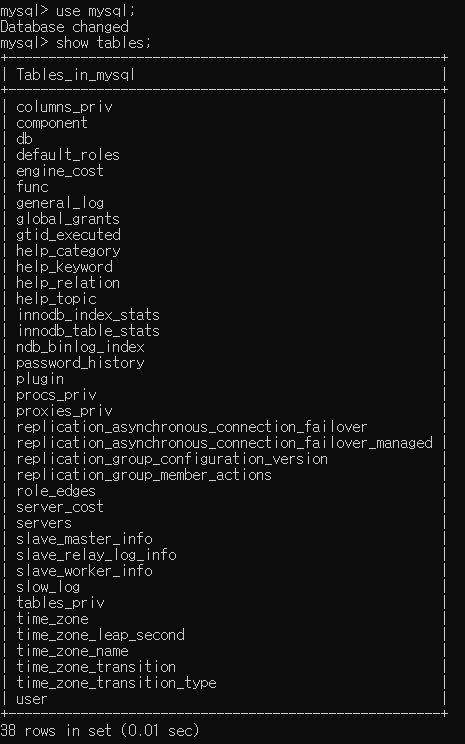 mysql> use mysql;
Database changed
mysql> show tables;
+------------------------------------------------------+
| Tables_in_mysql                                      |
+------------------------------------------------------+
| columns_priv                                         |
| component                                            |
| db                                                   |
| default_roles                                        |
| engine_cost                                          |
| func                                                 |
| general_log                                          |
| global_grants                                        |
| gtid_executed                                        |
| help_category                                        |
| help_keyword                                         |
| help_relation                                        |
| help_topic                                           |
| innodb_index_stats                                   |
| innodb_table_stats                                   |
| ndb_binlog_index                                     |
| password_history                                     |
| plugin                                               |
| procs_priv                                           |
| proxies_priv                                         |
| replication_asynchronous_connection_failover         |
| replication_asynchronous_connection_failover_managed |
| replication_group_configuration_version              |
| replication_group_member_actions                     |
| role_edges                                           |
| server_cost                                          |
| servers                                              |
| slave_master_info                                    |
| slave_relay_log_info                                 |
| slave_worker_info                                    |
| slow_log                                             |
| tables_priv                                          |
| time_zone                                            |
| time_zone_leap_second                                |
| time_zone_name                                       |
| time_zone_transition                                 |
| time_zone_transition_type                            |
| user                                                 |
+------------------------------------------------------+
38 rows in set (0.01 sec)